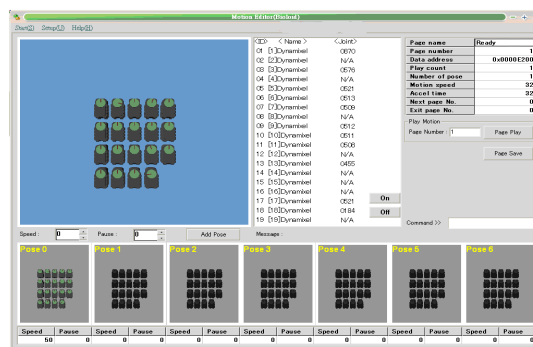 Motion Editor(Bioloid)
Start(S) Setup(U) Help(H)
<ID> < Name > <Joint>
01 [1]Dynamixel 0870
02 [2]Dynamixel N/A
03 [3]Dynamixel 0576
04 [4]Dynamixel N/A
05 [5]Dynamixel 0521
06 [6]Dynamixel 0513
07 [7]Dynamixel 0509
08 [8]Dynamixel N/A
09 [9]Dynamixel 0512
10 [10]Dynamixel 0511
11 [11]Dynamixel 0508
12 [12]Dynamixel N/A
13 [13]Dynamixel 0455
14 [14]Dynamixel N/A
15 [15]Dynamixel N/A
16 [16]Dynamixel N/A
17 [17]Dynamixel 0521
18 [18]Dynamixel 0184
19 [19]Dynamixel N/A
On
Off
Page name Ready
Page number 1
Data address 0x0000E200
Play count 1
Number of pose 1
Motion speed 32
Accel time 32
Next page No. 0
Exit page No. 0
Play Motion
Page Number : 1 Page Play
Page Save
Command >>
Speed : 0 Pause : 0 Add Pose Message :
Pose 0 Pose 1 Pose 2 Pose 3 Pose 4 Pose 5 Pose 6
Speed Pause Speed Pause Speed Pause Speed Pause Speed Pause Speed Pause Speed Pause
50 0 0 0 0 0 0 0 0 0 0 0 0 0